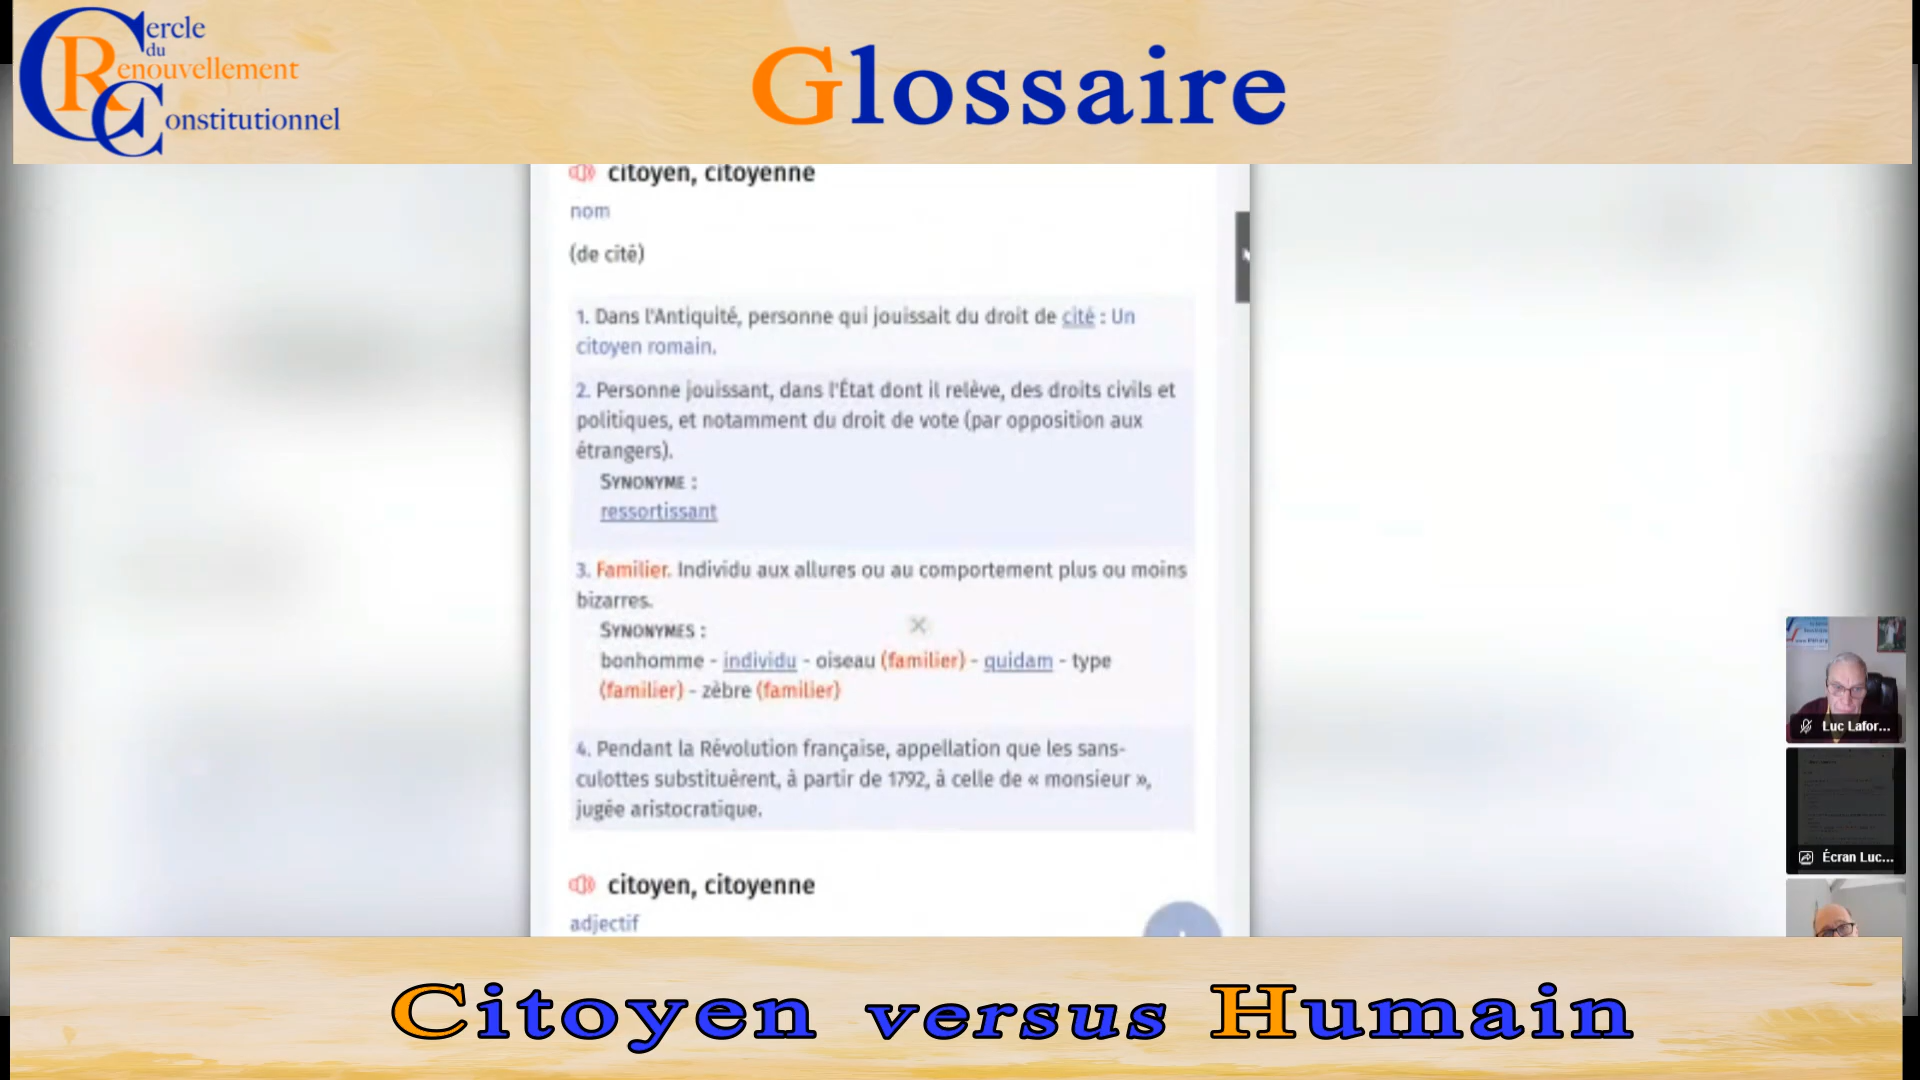 Cercle
du
Renouvellement
Constitutionnel
Glossaire
citoyen, citoyenne
nom
(de cité)
1. Dans l'Antiquité, personne qui jouissait du droit de cité : Un
citoyen romain.
2. Personne jouissant, dans l'État dont il relève, des droits civils et
politiques, et notamment du droit de vote (par opposition aux
étrangers).
SYNONYME :
ressortissant
3. Familier. Individu aux allures ou au comportement plus ou moins
bizarres.
SYNONYMES :
bonhomme - individu - oiseau (familier) - quidam - type
(familier) - zèbre (familier)
4. Pendant la Révolution française, appellation que les sans-
culottes substituèrent, à partir de 1792, à celle de « monsieur »,
jugée aristocratique.
citoyen, citoyenne
adjectif
Luc Lafor...
Écran Luc...
Citoyen versus Humain